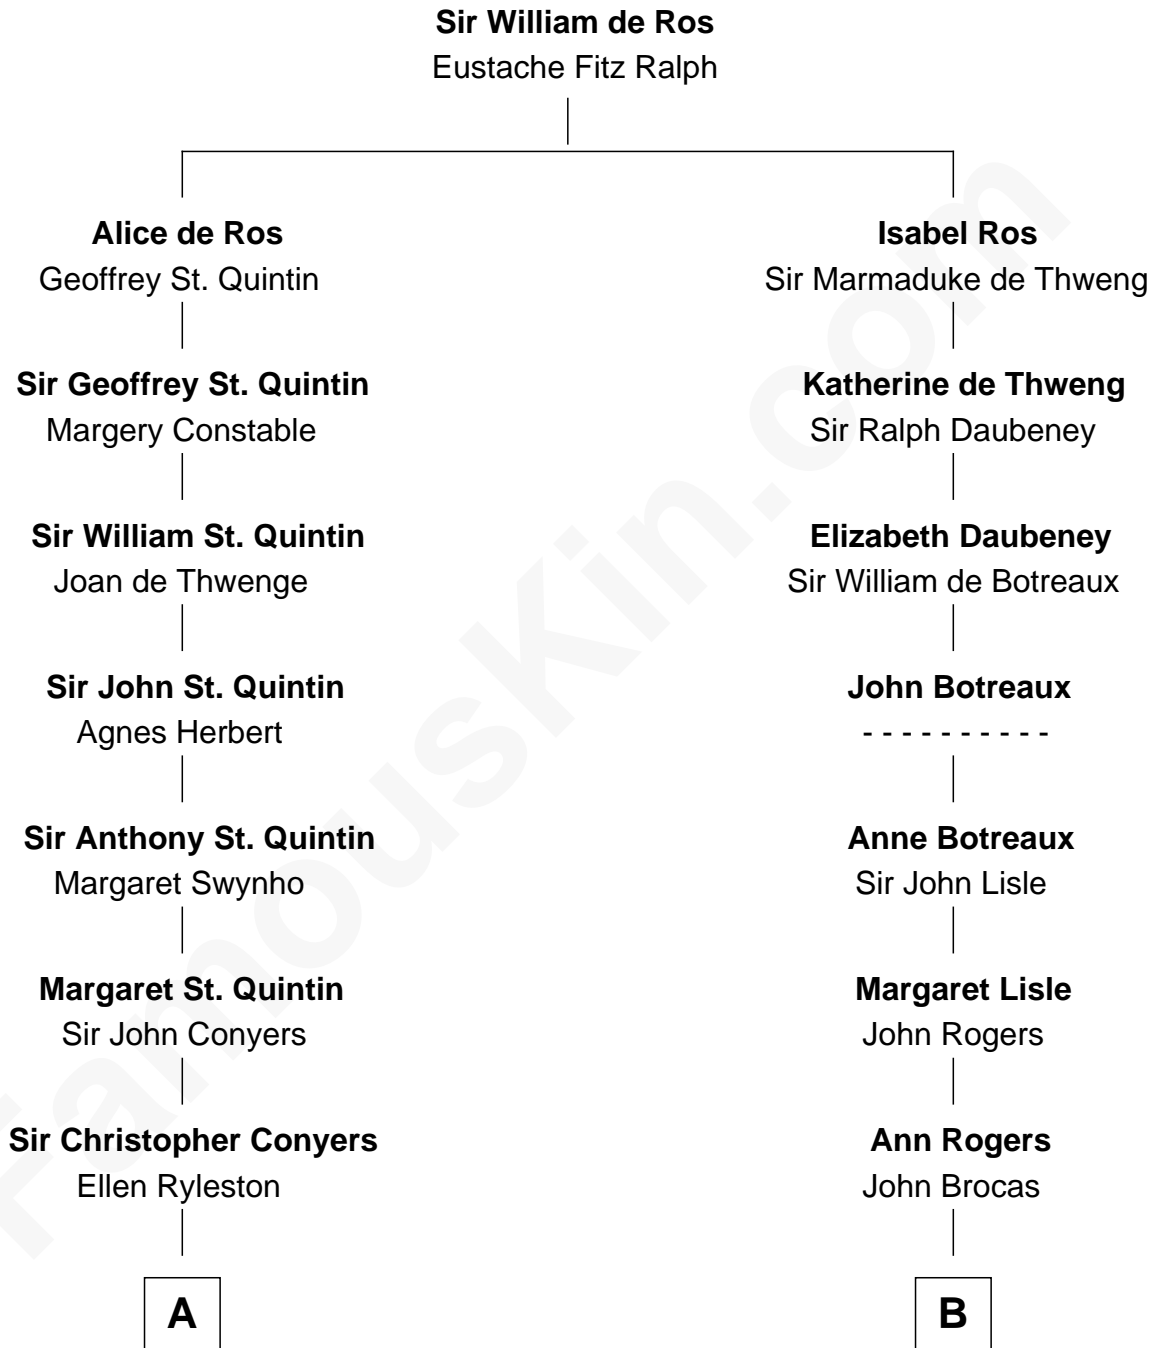 Sir William de Ros
Eustache Fitz Ralph
Alice de Ros
Geoffrey St. Quintin
Isabel Ros
Sir Marmaduke de Thweng
Sir Geoffrey St. Quintin
Margery Constable
Katherine de Thweng
Sir Ralph Daubeney
Sir William St. Quintin
Joan de Thwenge
Elizabeth Daubeney
Sir William de Botreaux
Sir John St. Quintin
Agnes Herbert
John Botreaux
- - - - - - - - - -
Sir Anthony St. Quintin
Margaret Swynho
Anne Botreaux
Sir John Lisle
Margaret St. Quintin
Sir John Conyers
Margaret Lisle
John Rogers
Sir Christopher Conyers
Ellen Ryleston
Ann Rogers
John Brocas
A
B
FamousKin.com